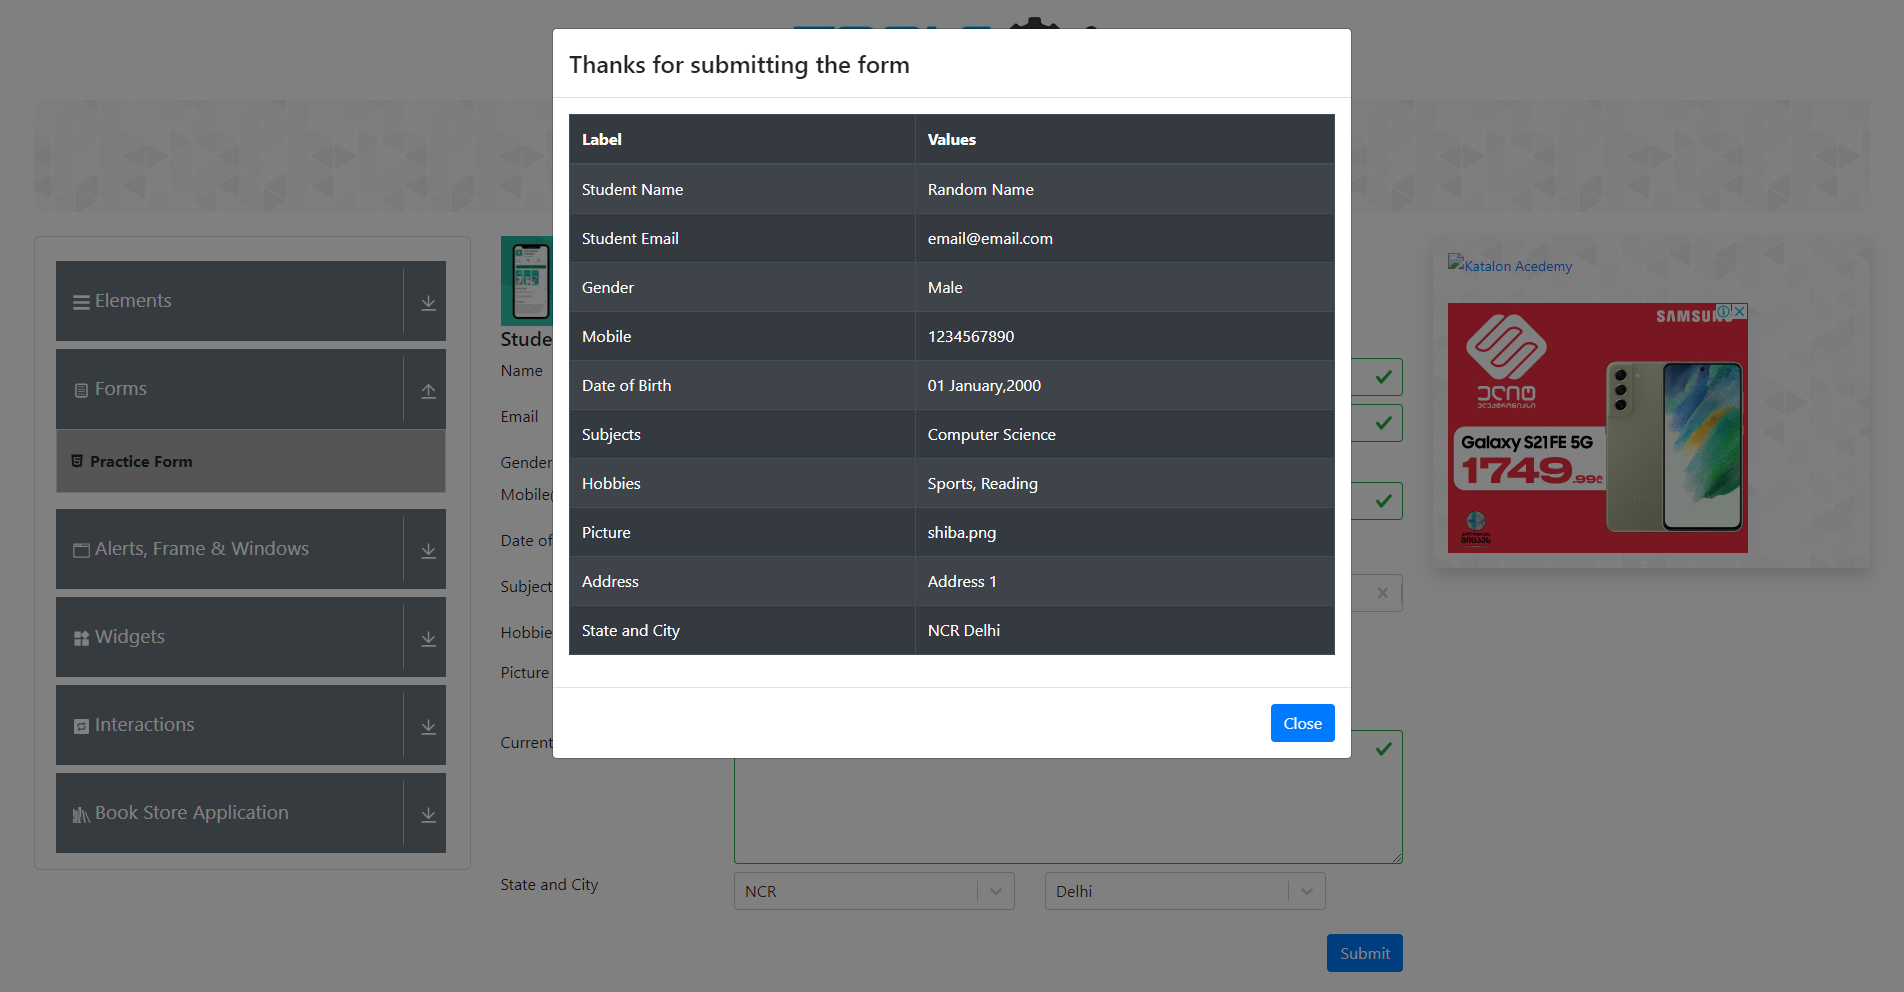 Thanks for submitting the form
Label Values
Student Name Random Name
Student Email email@email.com
Gender Male
Mobile 1234567890
Date of Birth 01 January,2000
Subjects Computer Science
Hobbies Sports, Reading
Picture shiba.png
Address Address 1
State and City NCR Delhi
Close
Elements
Forms
Practice Form
Alerts, Frame & Windows
Widgets
Interactions
Book Store Application
Stude
Name
Email
Gender
Mobile(
Date of
Subject
Hobbie
Picture
Current
State and City NCR Delhi
Submit
Katalon Acedemy
SAMSUNG
ელიტ
ელექტრონიქსი
Galaxy S21 FE 5G
1749.99₾